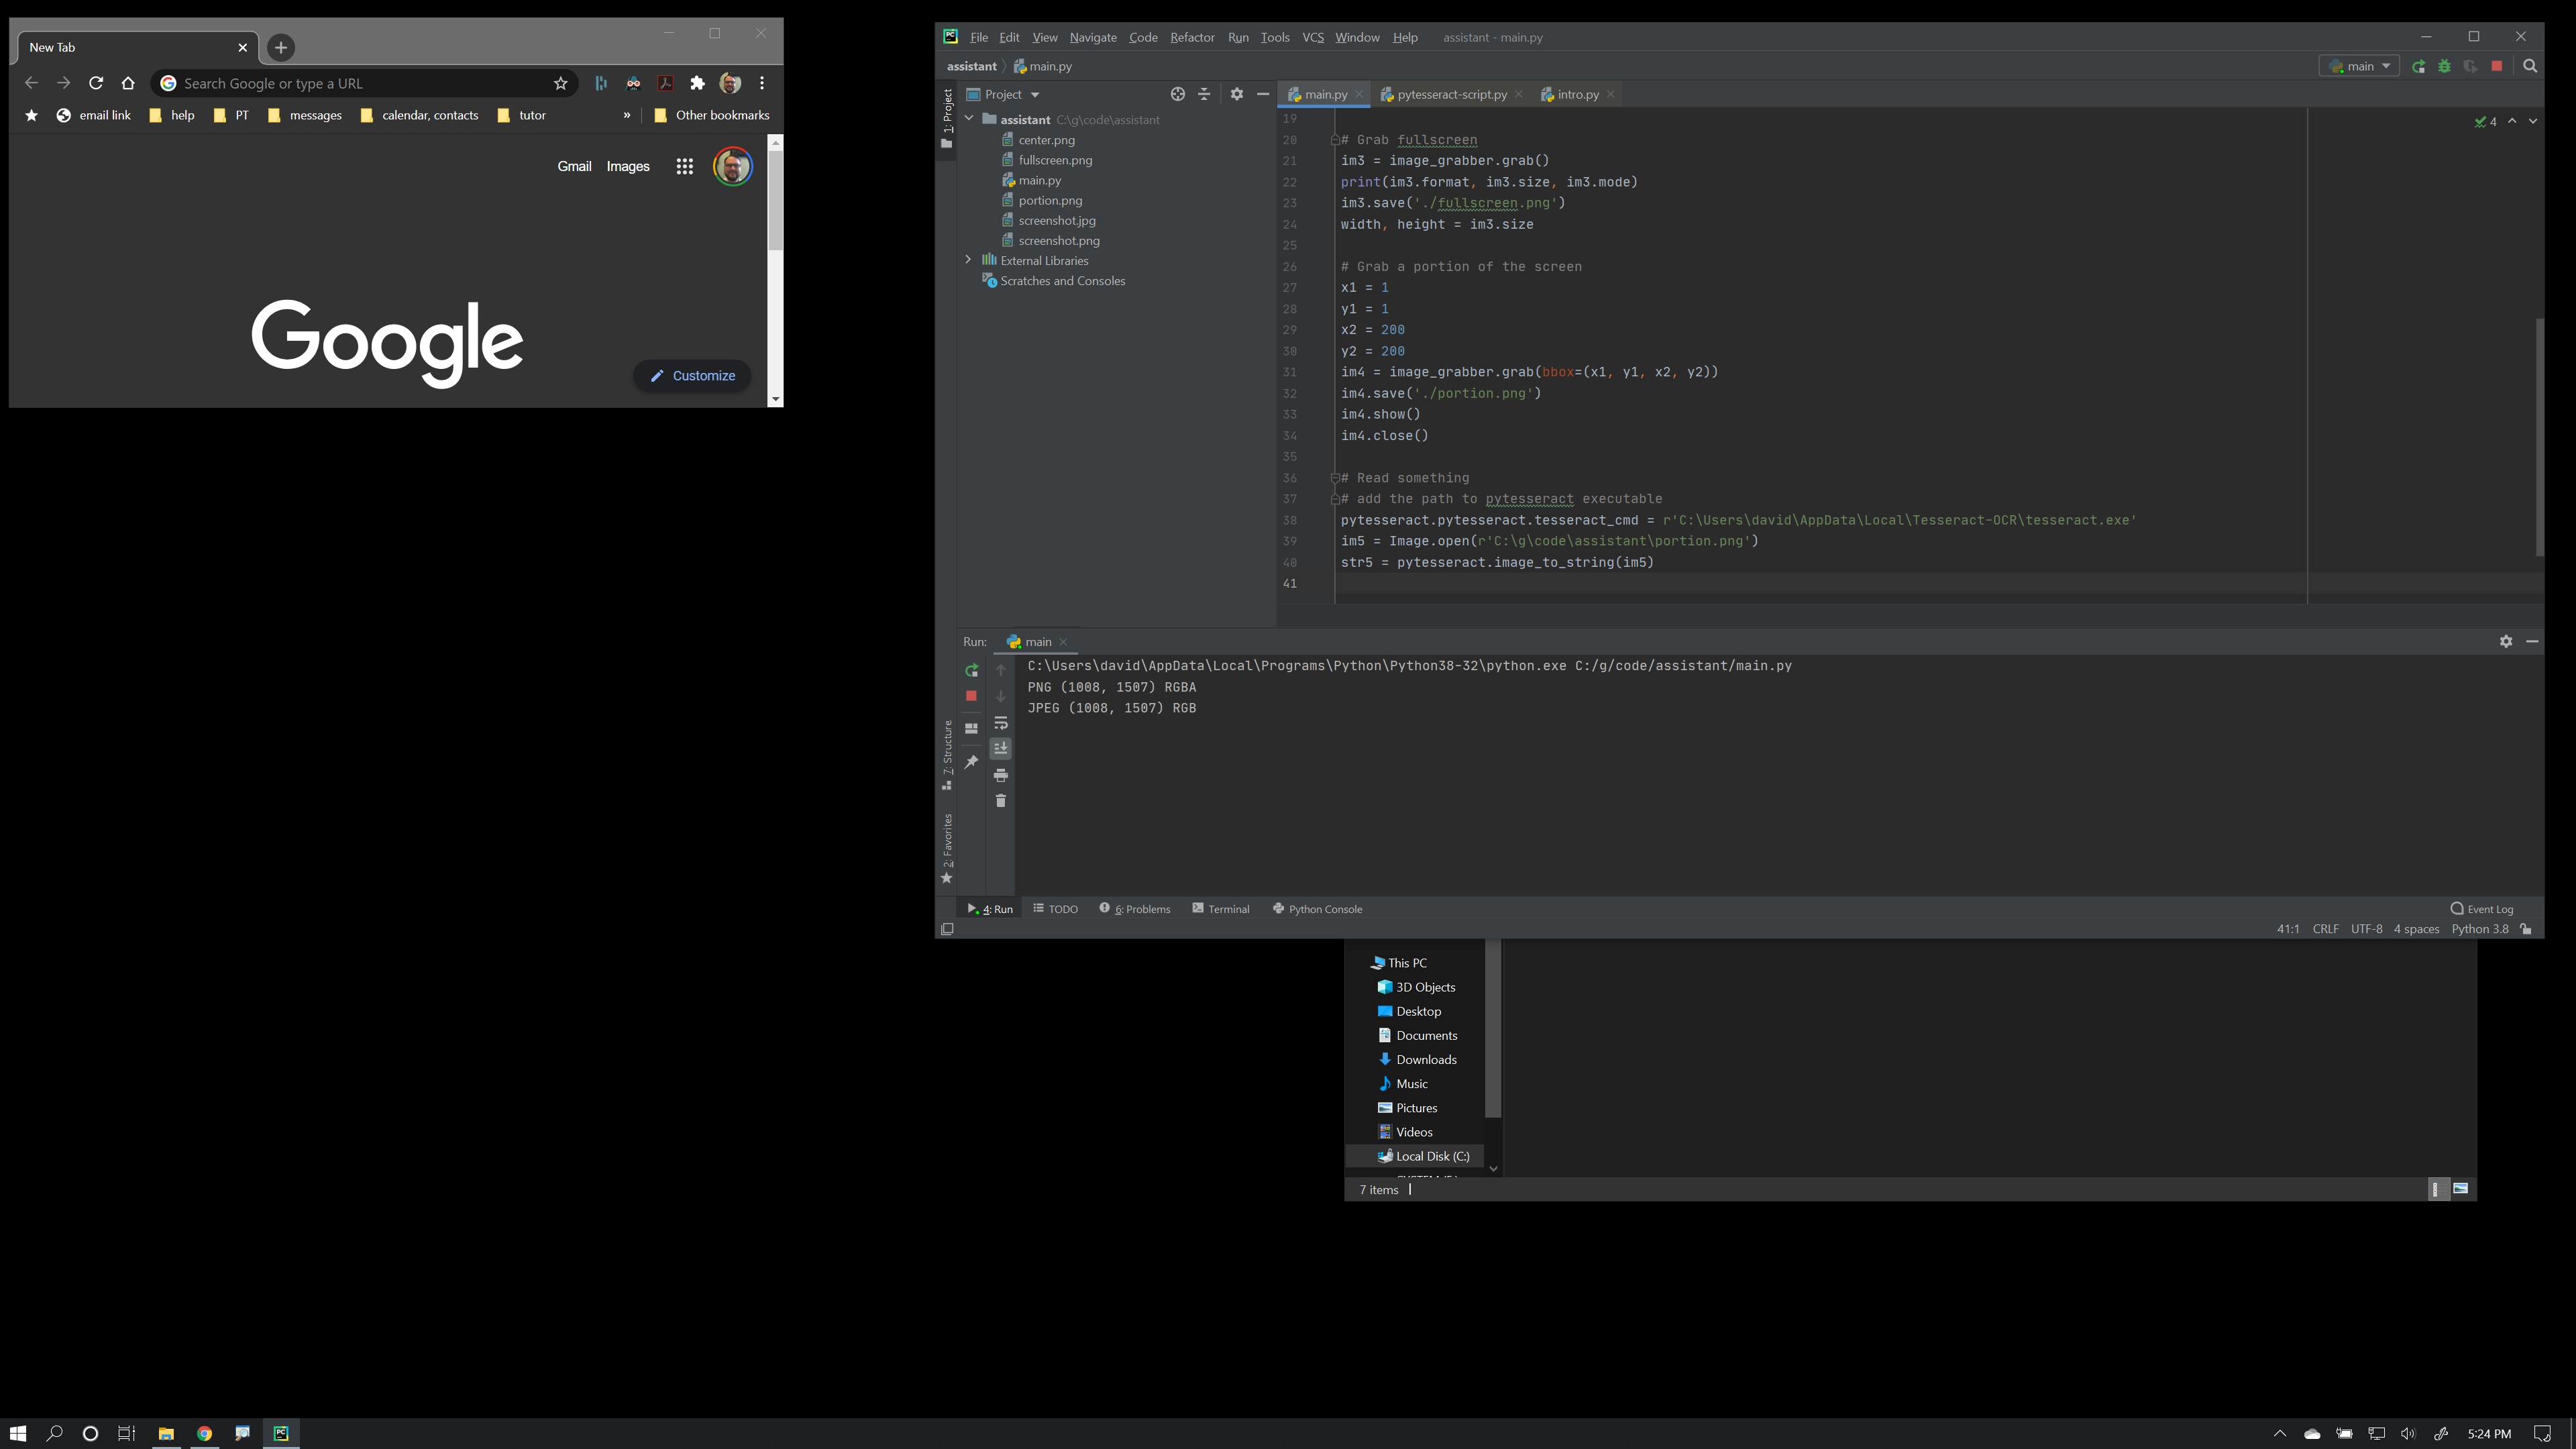 New Tab
Search Google or type a URL
email link help PT messages calendar, contacts tutor » Other bookmarks
Gmail Images
Google
Customize
File Edit View Navigate Code Refactor Run Tools VCS Window Help assistant - main.py
assistant main.py
main
1: Project
Project
assistant C:\g\code\assistant
center.png
fullscreen.png
main.py
portion.png
screenshot.jpg
screenshot.png
External Libraries
Scratches and Consoles
main.py pytesseract-script.py intro.py
4
19
20 # Grab fullscreen
21 im3 = image_grabber.grab()
22 print(im3.format, im3.size, im3.mode)
23 im3.save('./fullscreen.png')
24 width, height = im3.size
25
26 # Grab a portion of the screen
27 x1 = 1
28 y1 = 1
29 x2 = 200
30 y2 = 200
31 im4 = image_grabber.grab(bbox=(x1, y1, x2, y2))
32 im4.save('./portion.png')
33 im4.show()
34 im4.close()
35
36 # Read something
37 # add the path to pytesseract executable
38 pytesseract.pytesseract.tesseract_cmd = r'C:\Users\david\AppData\Local\Tesseract-OCR\tesseract.exe'
39 im5 = Image.open(r'C:\g\code\assistant\portion.png')
40 str5 = pytesseract.image_to_string(im5)
41
Run: main
C:\Users\david\AppData\Local\Programs\Python\Python38-32\python.exe C:/g/code/assistant/main.py
PNG (1008, 1507) RGBA
JPEG (1008, 1507) RGB
7: Structure
2: Favorites
4: Run TODO 6: Problems Terminal Python Console Event Log
41:1 CRLF UTF-8 4 spaces Python 3.8
This PC
3D Objects
Desktop
Documents
Downloads
Music
Pictures
Videos
Local Disk (C:)
7 items
5:24 PM